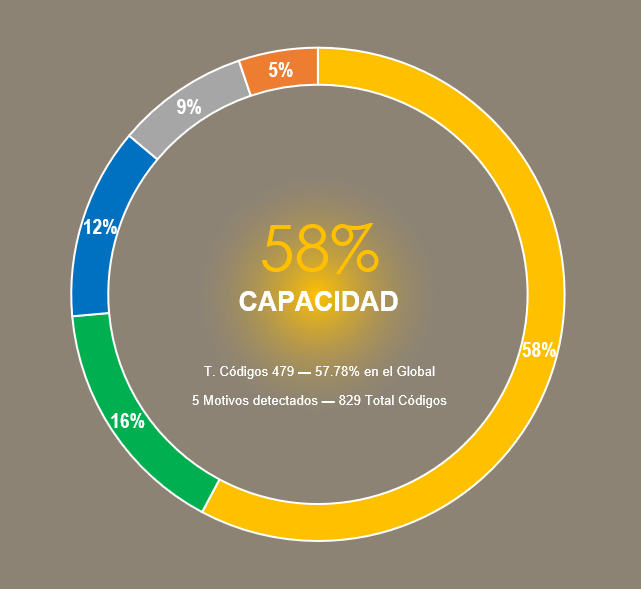 5%
9%
12%
58%
CAPACIDAD
58%
T. Códigos 479 — 57.78% en el Global
5 Motivos detectados — 829 Total Códigos
16%